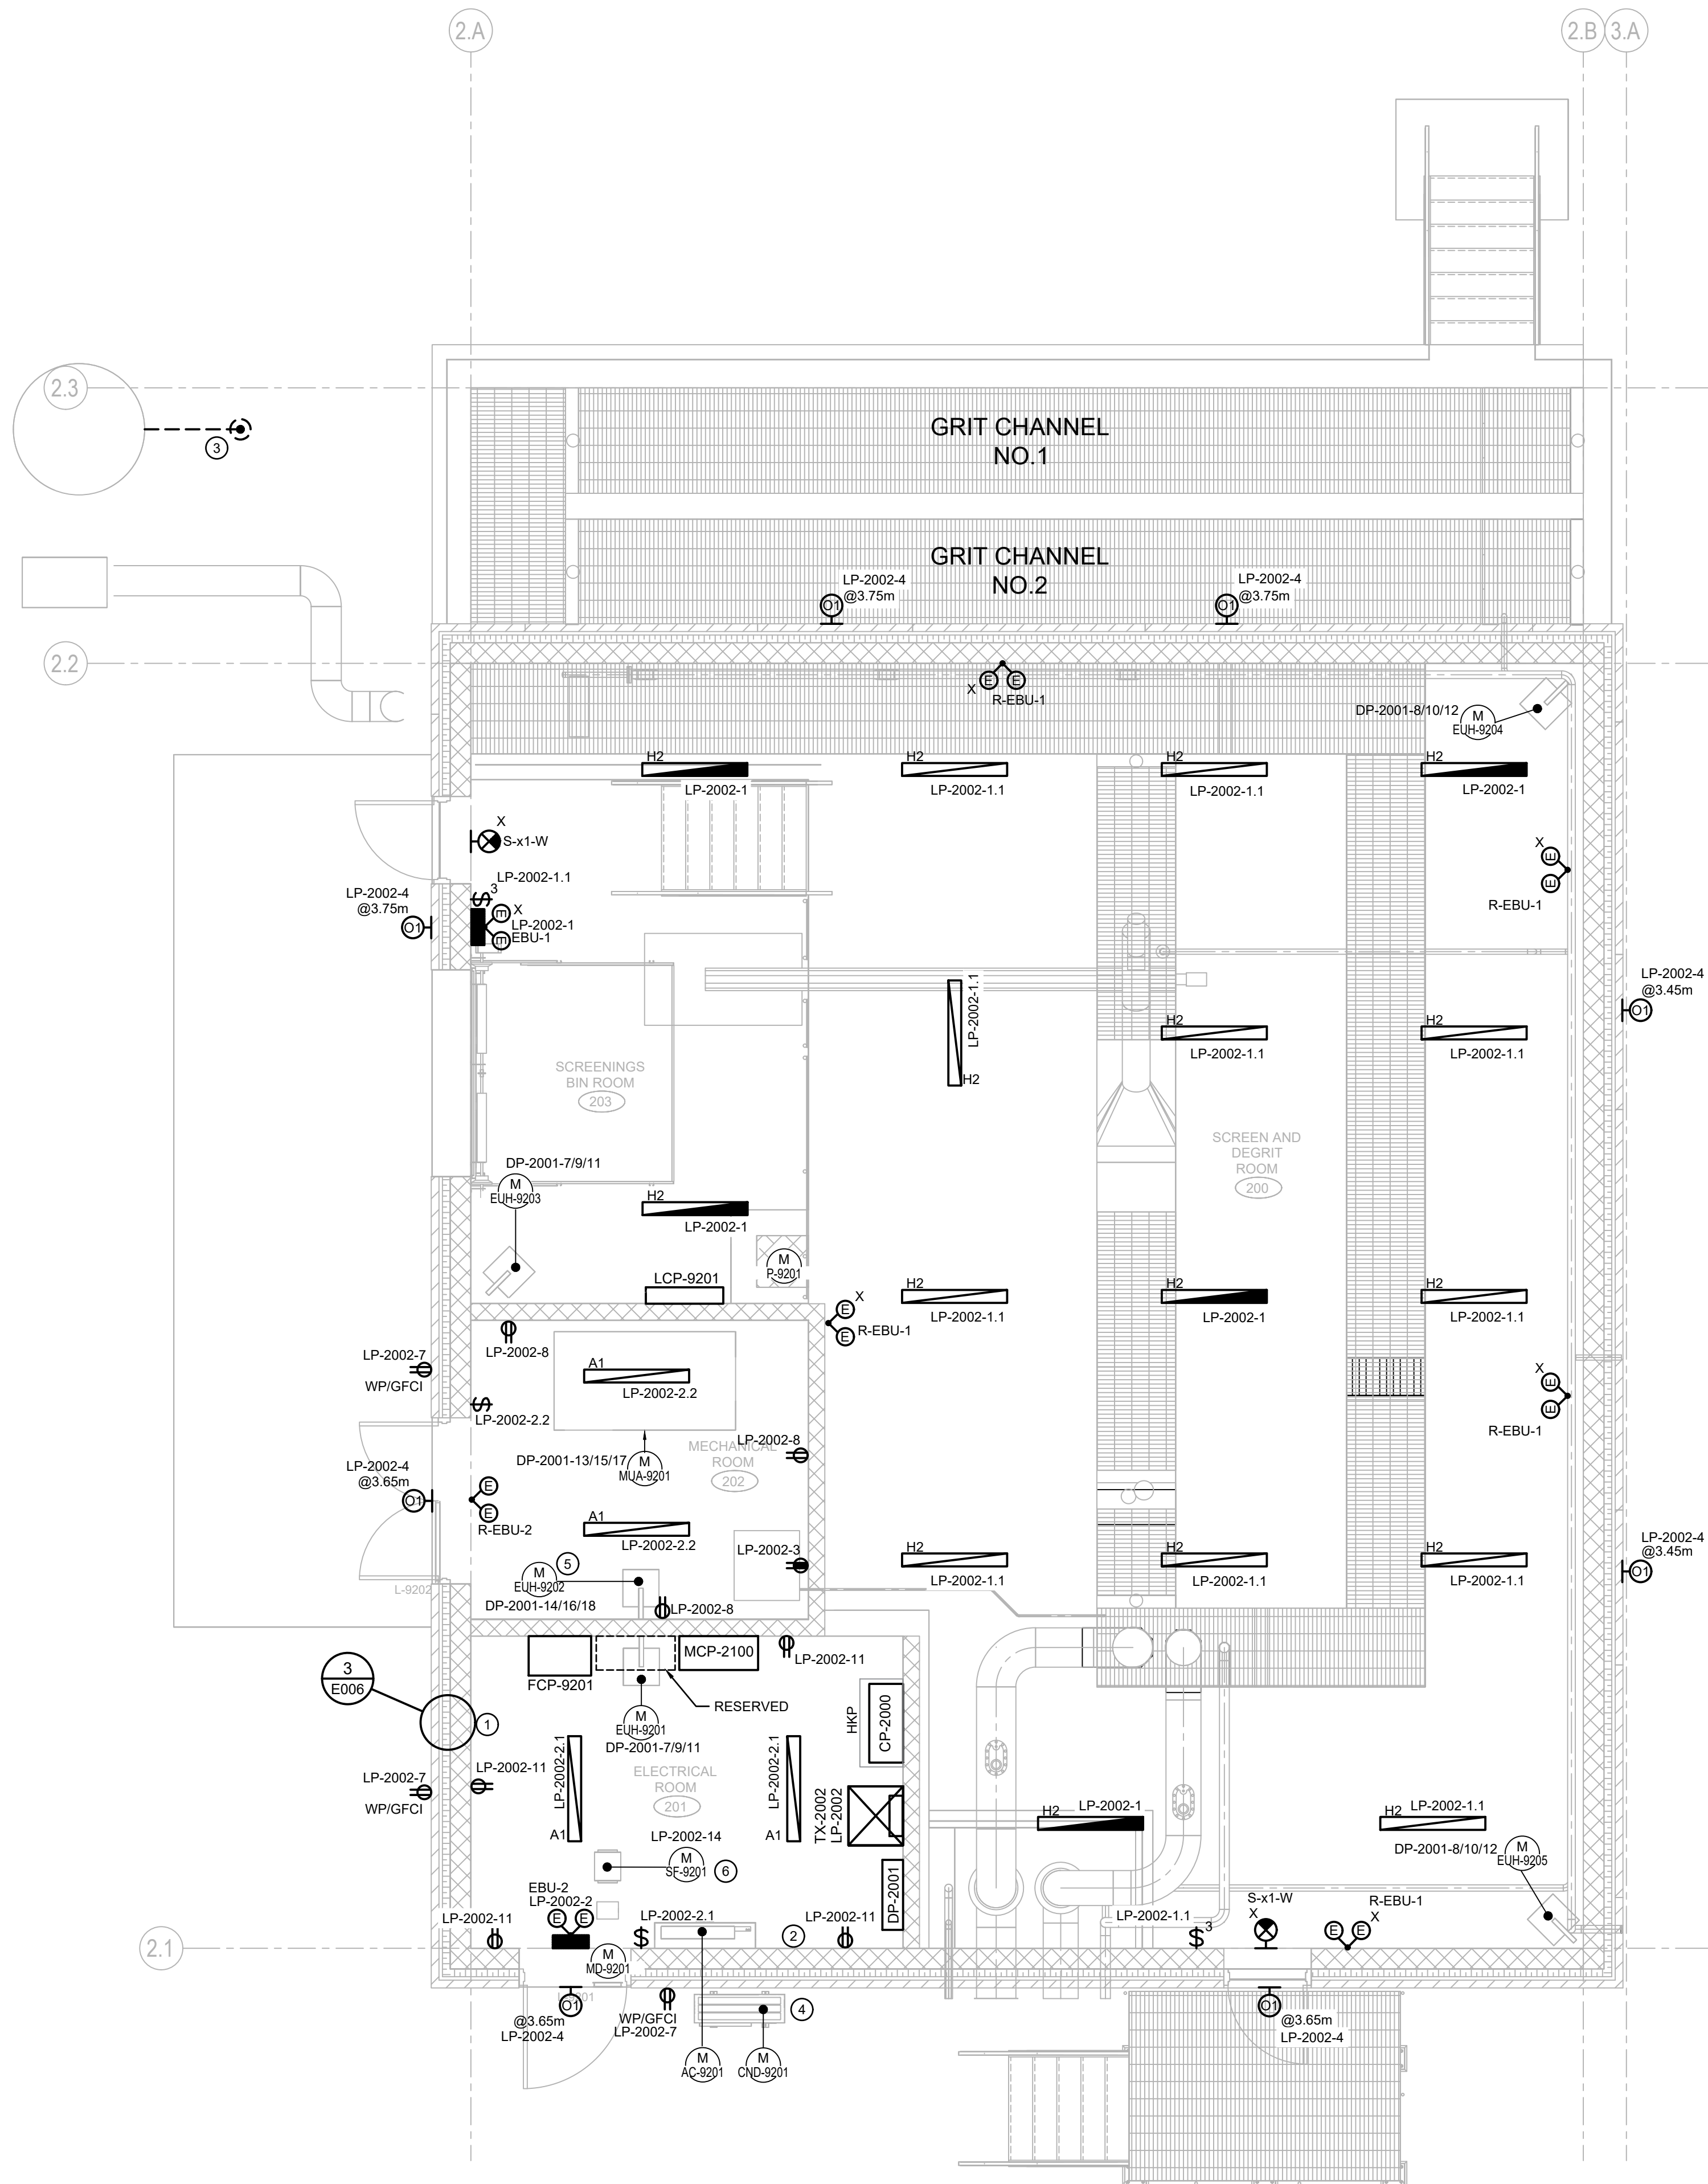 2.A
2.B
3.A
2.3
3
GRIT CHANNEL
NO.1
GRIT CHANNEL
NO.2
LP-2002-4
@3.75m
O1
LP-2002-4
@3.75m
O1
2.2
X
E
E
R-EBU-1
DP-2001-8/10/12
M
EUH-9204
H2
LP-2002-1
H2
LP-2002-1.1
H2
LP-2002-1.1
H2
LP-2002-1
X
S-x1-W
LP-2002-1.1
$
3
LP-2002-4
@3.75m
O1
E
X
LP-2002-1
E
EBU-1
X
E
E
R-EBU-1
LP-2002-1.1
H2
H2
LP-2002-1.1
H2
LP-2002-1.1
LP-2002-4
@3.45m
O1
SCREENINGS
BIN ROOM
203
SCREEN AND
DEGRIT
ROOM
200
DP-2001-7/9/11
M
EUH-9203
H2
LP-2002-1
M
P-9201
LCP-9201
E
X
E
R-EBU-1
H2
LP-2002-1.1
H2
LP-2002-1
H2
LP-2002-1.1
LP-2002-8
LP-2002-7
WP/GFCI
A1
LP-2002-2.2
$
LP-2002-2.2
X
E
E
R-EBU-1
MECHANICAL
ROOM
202
LP-2002-8
DP-2001-13/15/17
M
MUA-9201
LP-2002-4
@3.65m
O1
E
E
R-EBU-2
A1
LP-2002-2.2
LP-2002-3
M
EUH-9202
5
DP-2001-14/16/18
L-9202
LP-2002-8
H2
LP-2002-1.1
H2
LP-2002-1.1
H2
LP-2002-1.1
LP-2002-4
@3.45m
O1
FCP-9201
MCP-2100
LP-2002-11
RESERVED
3
E006
1
M
EUH-9201
DP-2001-7/9/11
HKP
CP-2000
LP-2002-2.1
A1
LP-2002-2.1
A1
ELECTRICAL
ROOM
201
LP-2002-7
WP/GFCI
LP-2002-11
TX-2002
LP-2002
LP-2002-14
M
SF-9201
6
DP-2001
H2
LP-2002-1
H2
LP-2002-1.1
DP-2001-8/10/12
M
EUH-9205
EBU-2
LP-2002-2
E
E
LP-2002-11
LP-2002-2.1
$
2
LP-2002-11
LP-2002-1.1
$
3
S-x1-W
X
R-EBU-1
X
E
E
2.1
M
MD-9201
O1
@3.65m
LP-2002-4
WP/GFCI
LP-2002-7
4
M
AC-9201
M
CND-9201
O1
@3.65m
LP-2002-4